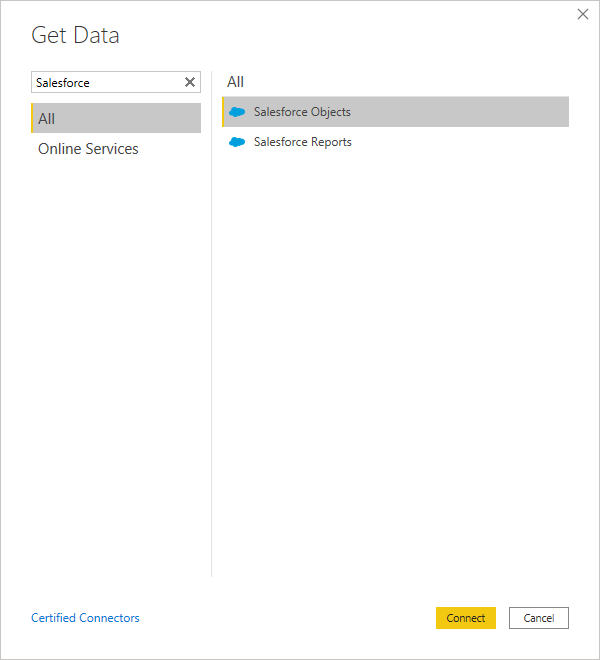 Get Data
Salesforce
All
Online Services
All
Salesforce Objects
Salesforce Reports
Certified Connectors
Connect
Cancel